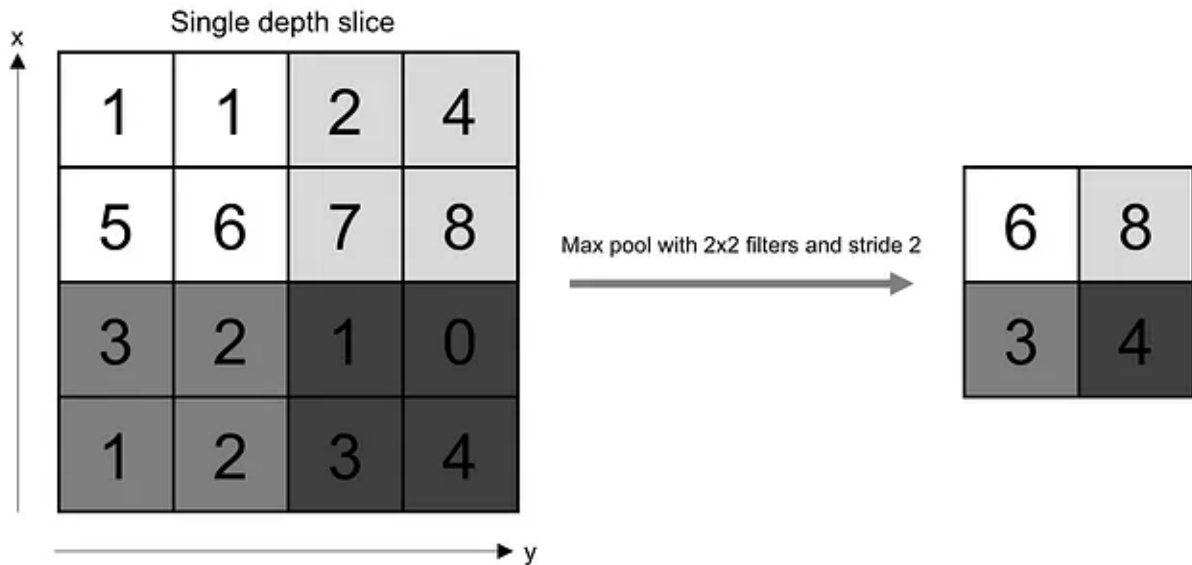 Single depth slice
x
1 1 2 4
5 6 7 8
3 2 1 0
1 2 3 4
y
Max pool with 2x2 filters and stride 2
6 8
3 4